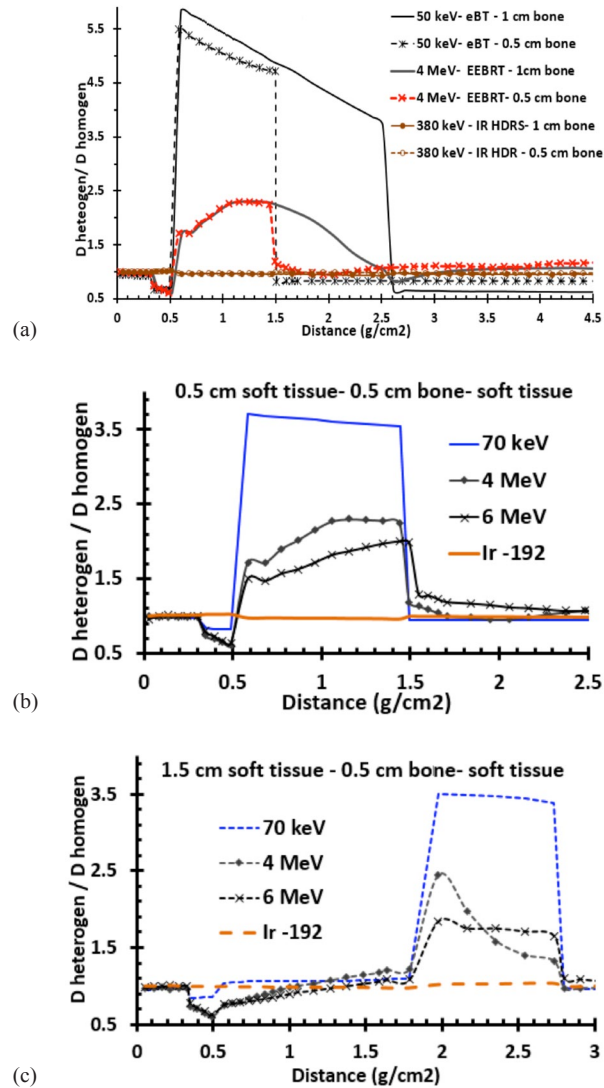 5.5
4.5
3.5
2.5
1.5
0.5
D heteogen/ D homogen
50 keV- eBT - 1 cm bone
50 keV- eBT - 0.5 cm bone
4 MeV- EEBRT - 1cm bone
4 MeV- EEBRT- 0.5 cm bone
380 keV - IR HDRS- 1 cm bone
380 keV - IR HDR - 0.5 cm bone
0 0.5 1 1.5 2 2.5 3 3.5 4 4.5
Distance (g/cm2)
(a)
0.5 cm soft tissue- 0.5 cm bone- soft tissue
3.5
2.5
1.5
0.5
D heterogen / D homogen
70 keV
4 MeV
6 MeV
Ir -192
0 0.5 1 1.5 2 2.5
Distance (g/cm2)
(b)
1.5 cm soft tissue - 0.5 cm bone- soft tissue
3.5
2.5
1.5
0.5
D heterogen / D homogen
70 keV
4 MeV
6 MeV
Ir -192
0 0.5 1 1.5 2 2.5 3
Distance (g/cm2)
(c)